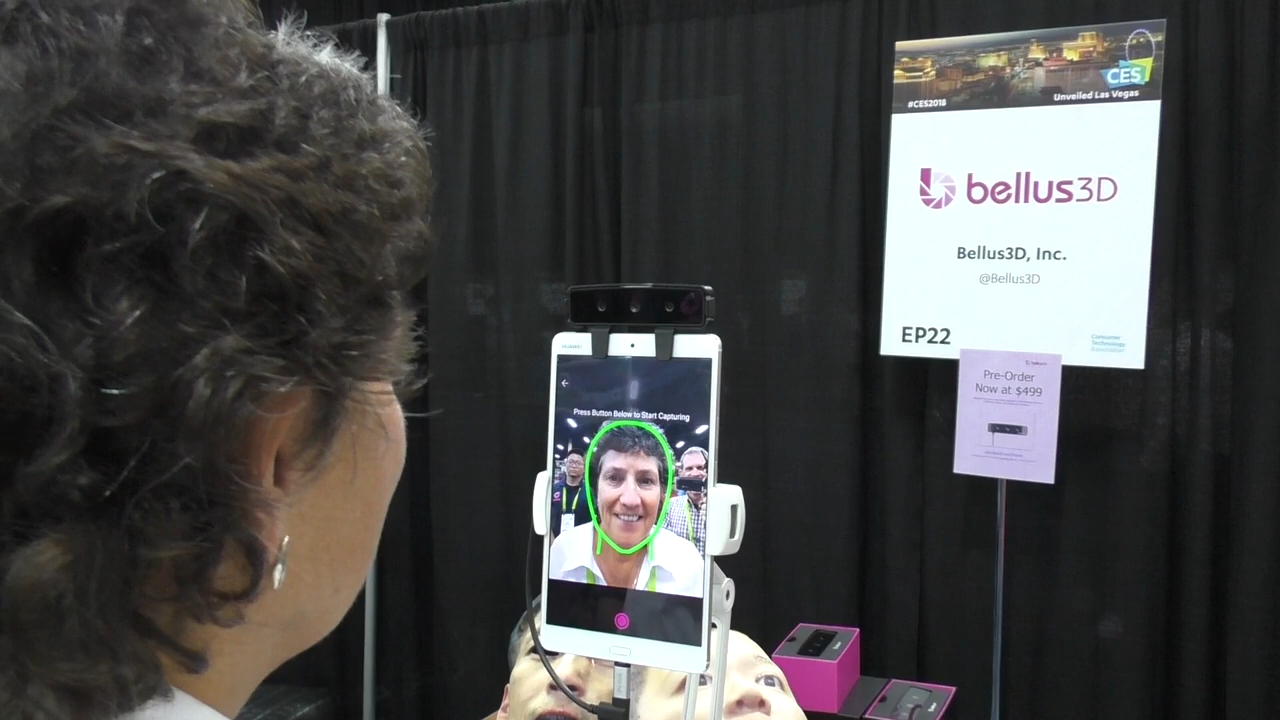 #CES2018
CES
Unveiled Las Vegas
bellus3D
Bellus3D, Inc.
@Bellus3D
EP22
Consumer
Technology
Association
Pre-Order
Now at $499
HUAWEI
Press Button Below to Start Capturing